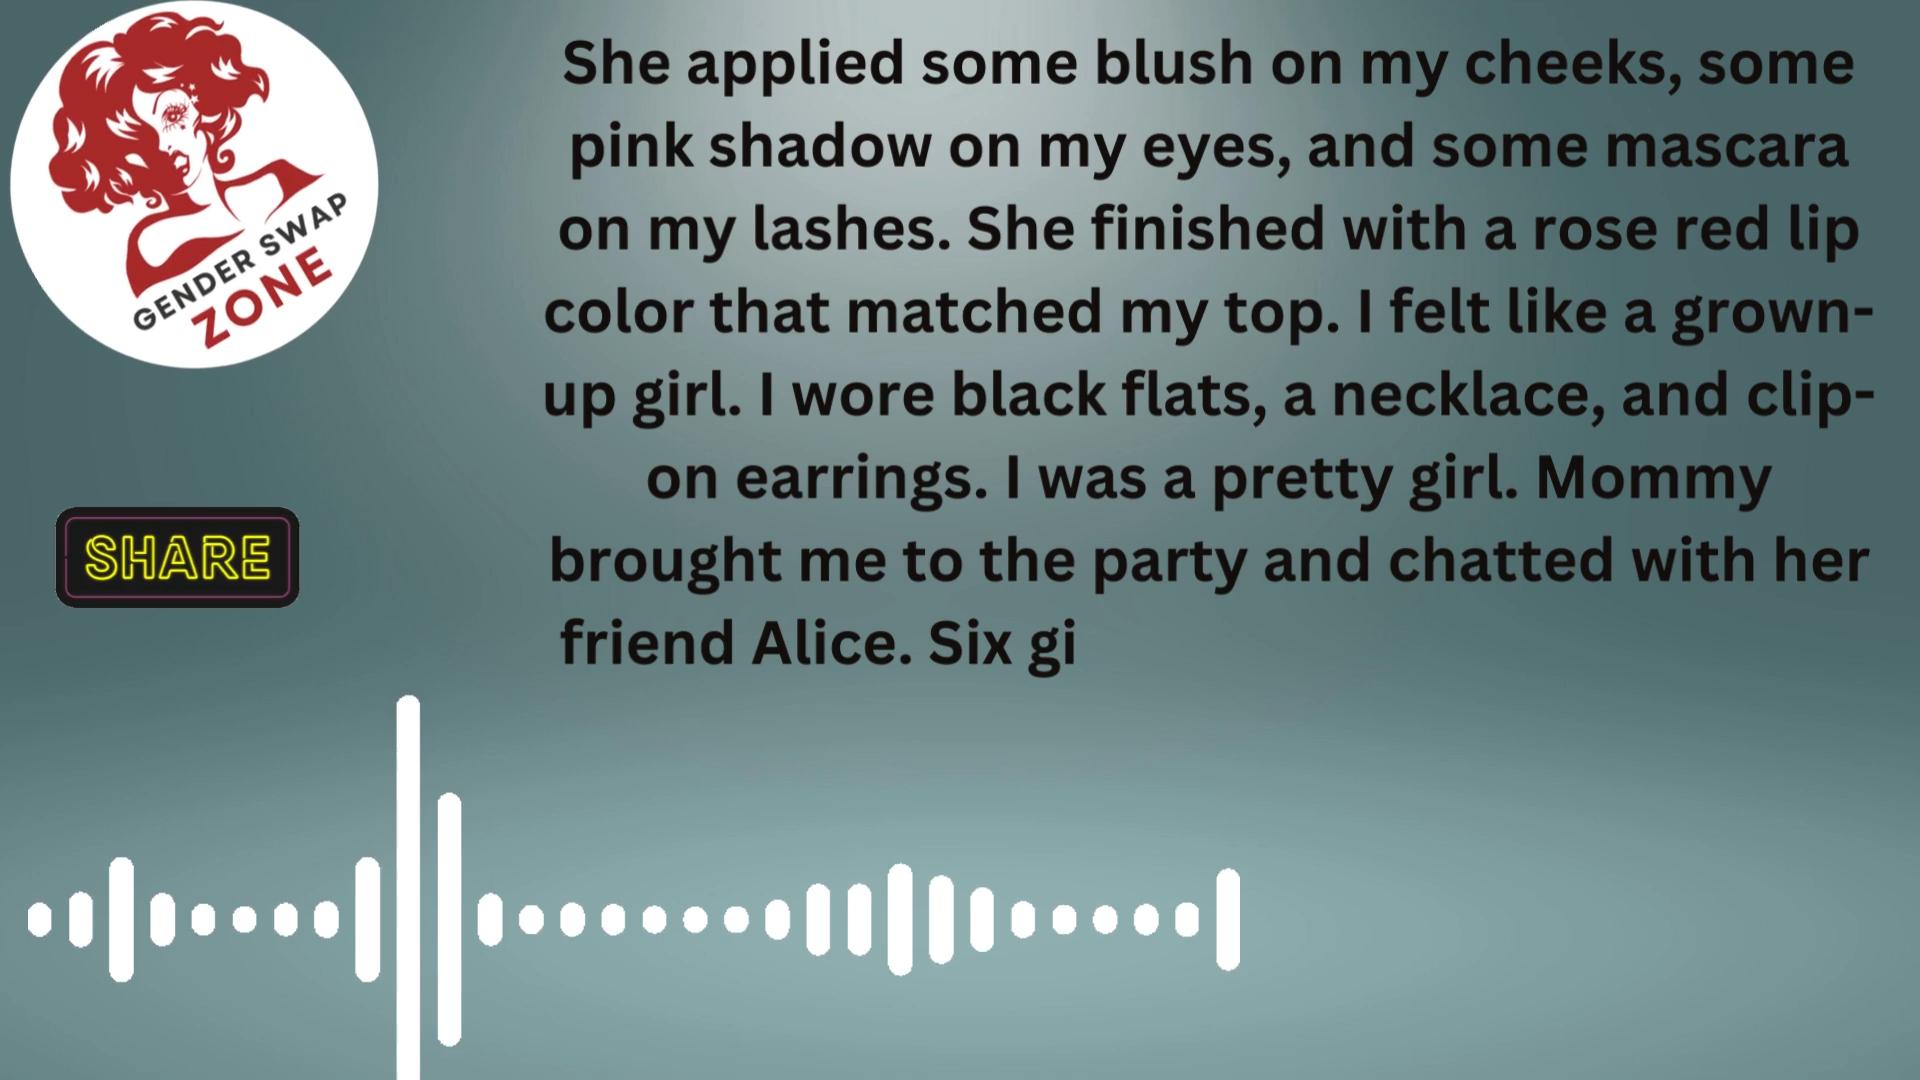 She applied some blush on my cheeks, some
pink shadow on my eyes, and some mascara
on my lashes. She finished with a rose red lip
color that matched my top. I felt like a grown-
up girl. I wore black flats, a necklace, and clip-
on earrings. I was a pretty girl. Mommy
brought me to the party and chatted with her
friend Alice. Six gi
GENDER SWAP
ZONE
SHARE